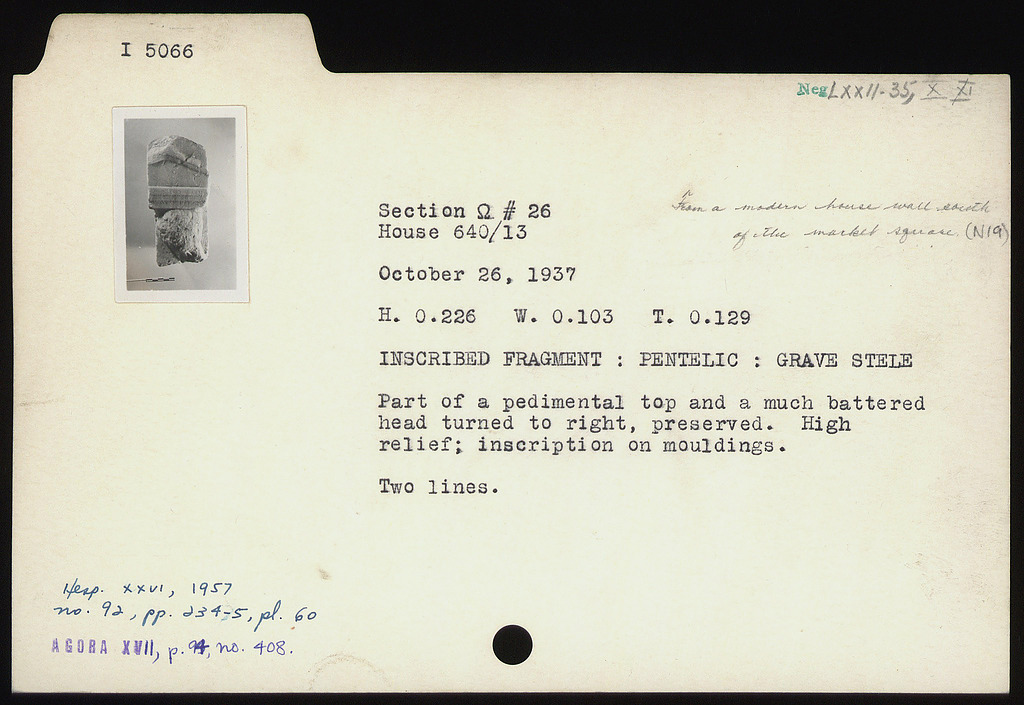 I 5066
Neg LXXII-35, X XI
Section Ω # 26
House 640/13
From a modern house wall south
of the market square. (N19)
October 26, 1937
H. 0.226 W. 0.103 T. 0.129
INSCRIBED FRAGMENT : PENTELIC : GRAVE STELE
Part of a pedimental top and a much battered
head turned to right, preserved. High
relief; inscription on mouldings.
Two lines.
Hesp. XXVI, 1957
no. 92, pp. 234-5, pl. 60
AGORA XVII, p. 94, no. 408.